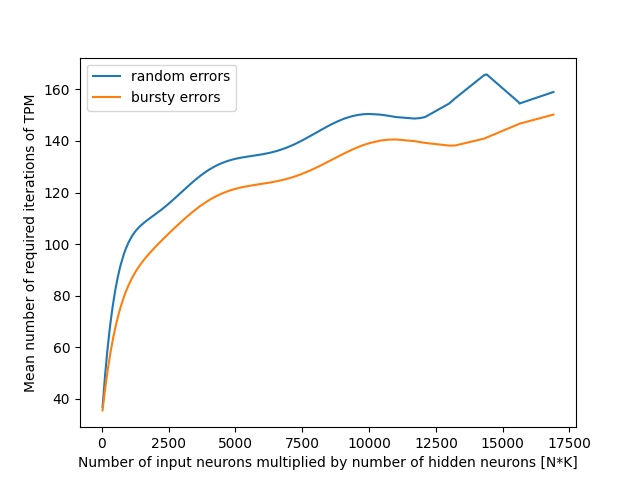 random errors
bursty errors
160
140
120
100
80
60
40
Mean number of required iterations of TPM
0 2500 5000 7500 10000 12500 15000 17500
Number of input neurons multiplied by number of hidden neurons [N*K]